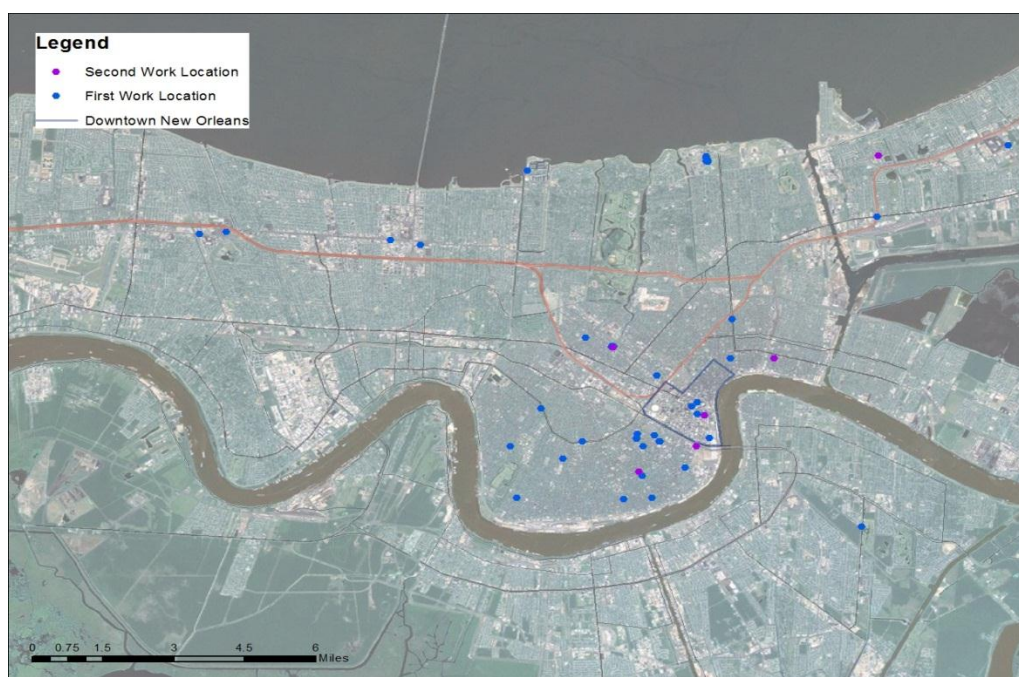 Legend
Second Work Location
First Work Location
Downtown New Orleans
0 0.75 1.5 3 4.5 6
Miles